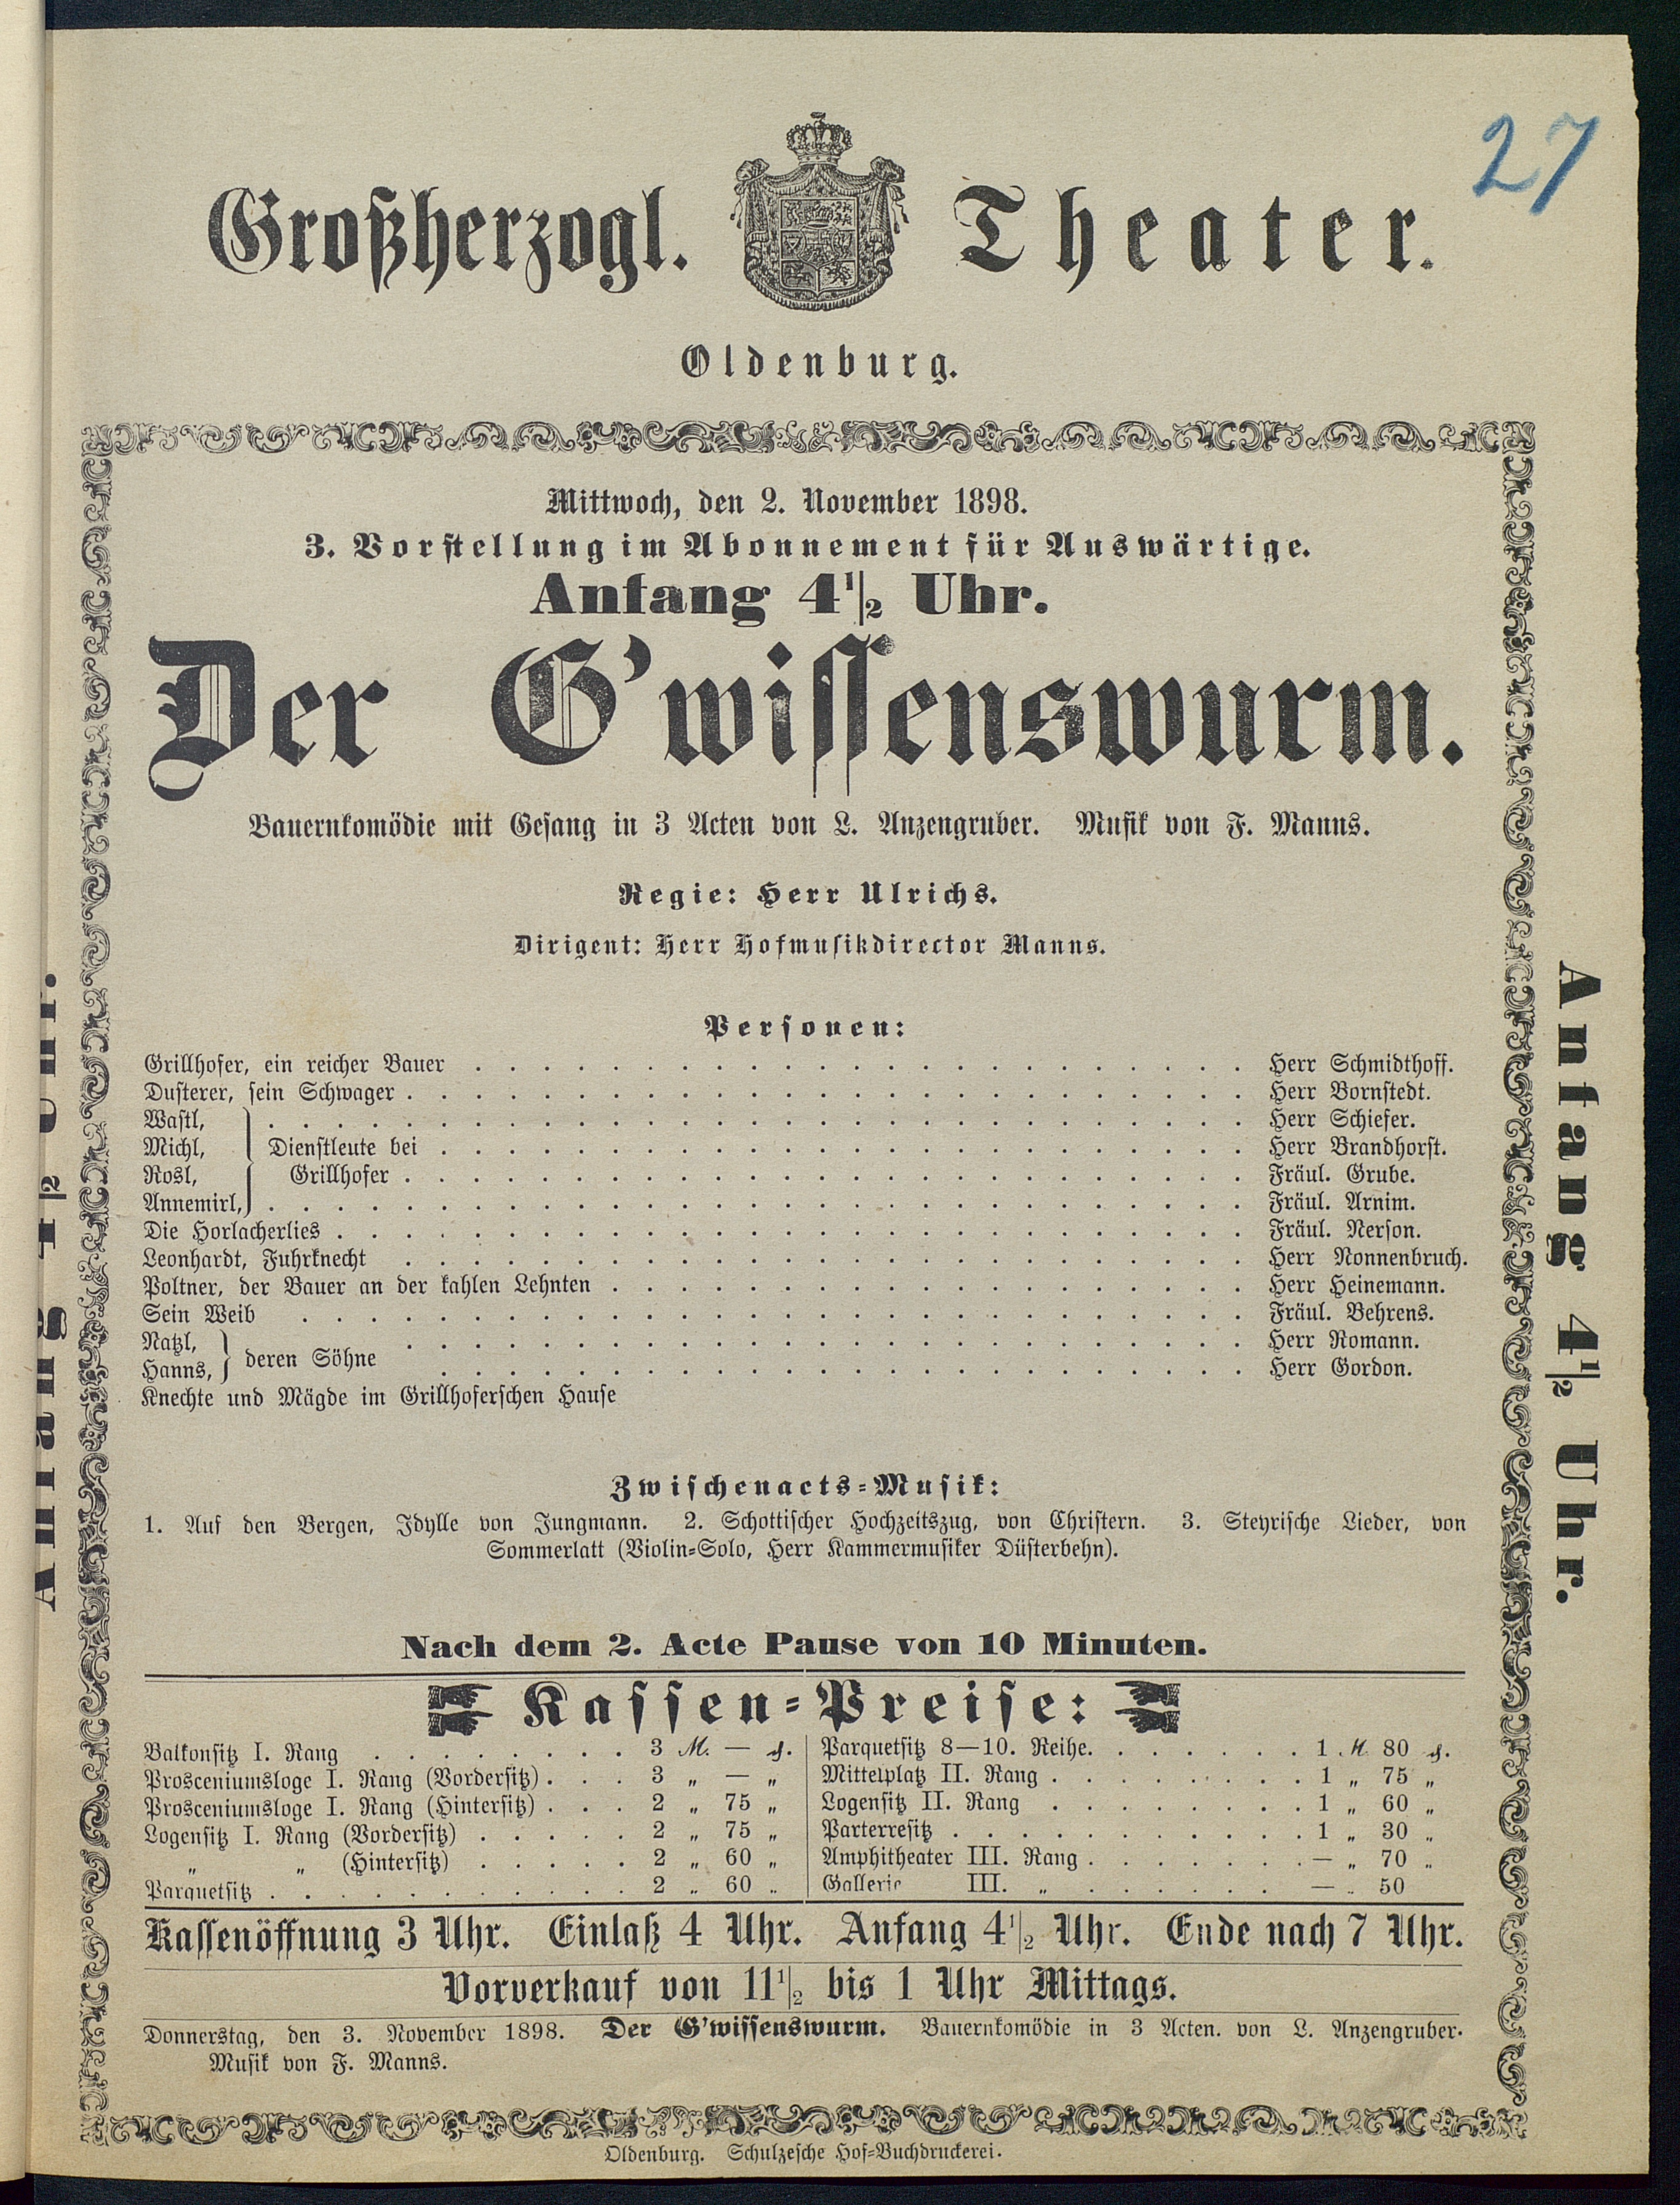 27
Großherzogl. Theater.
Oldenburg.
Mittwoch, den 2. November 1898.
3. Vorstellung im Abonnement für Auswärtige.
Anfang 4 1/2 Uhr.
Der G'wissenswurm.
Bauernkomödie mit Gesang in 3 Acten von L. Anzengruber. Musik von F. Manns.
Regie: Herr Ulrichs.
Dirigent: Herr Hofmusikdirector Manns.
Personen:
Grillhofer, ein reicher Bauer . . . Herr Schmidthoff.
Dusterer, sein Schwager . . . Herr Bornstedt.
Wastl, . . . Herr Schiefer.
Michl, } Dienstleute bei . . . Herr Brandhorst.
Rosl, Grillhofer . . . Fräul. Grube.
Annemirl, . . . Fräul. Arnim.
Die Horlacherlies . . . Fräul. Nerson.
Leonhardt, Fuhrknecht . . . Herr Nonnenbruch.
Poltner, der Bauer an der kahlen Lehnten . . . Herr Heinemann.
Sein Weib . . . Fräul. Behrens.
Natzl, . . . Herr Romann.
Hanns, } deren Söhne . . . Herr Gordon.
Knechte und Mägde im Grillhoferschen Hause
Zwischenacts-Musik:
1. Auf den Bergen, Idylle von Jungmann. 2. Schottischer Hochzeitszug, von Christern. 3. Steyrische Lieder, von
Sommerlatt (Violin-Solo, Herr Kammermusiker Düsterbehn).
Nach dem 2. Acte Pause von 10 Minuten.
Kassen-Preise:
Balkonsitz I. Rang . . . 3 M. — ₰.
Prosceniumsloge I. Rang (Vordersitz) . . . 3 „ — „
Prosceniumsloge I. Rang (Hintersitz) . . . 2 „ 75 „
Logensitz I. Rang (Vordersitz) . . . 2 „ 75 „
„ „ (Hintersitz) . . . 2 „ 60 „
Parquetsitz . . . 2 „ 60 „
Parquetsitz 8—10. Reihe. . . . 1 M. 80 ₰.
Mittelplatz II. Rang . . . 1 „ 75 „
Logensitz II. Rang . . . 1 „ 60 „
Parterresitz . . . 1 „ 30 „
Amphitheater III. Rang . . . — „ 70 „
Gallerie III. „ . . . — „ 50
Kassenöffnung 3 Uhr. Einlaß 4 Uhr. Anfang 4 1/2 Uhr. Ende nach 7 Uhr.
Vorverkauf von 11 1/2 bis 1 Uhr Mittags.
Donnerstag, den 3. November 1898. Der G'wissenswurm. Bauernkomödie in 3 Acten. von L. Anzengruber.
Musik von F. Manns.
Oldenburg. Schulzesche Hof-Buchdruckerei.
Anfang 4 1/2 Uhr.
Anfang 4 1/2 Uhr.